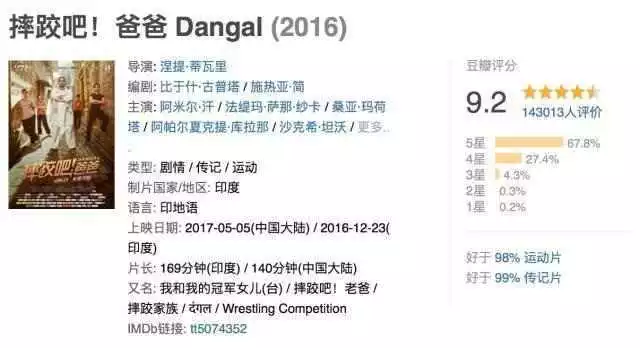 摔跤吧！爸爸 Dangal (2016)
导演: 涅提·蒂瓦里
编剧: 比于什·古普塔 / 施热亚·简
主演: 阿米尔·汗 / 法缇玛·萨那·纱卡 / 桑亚·玛荷
塔 / 阿帕尔夏克提·库拉那 / 沙克希·坦沃 / 更多..
.
类型: 剧情 / 传记 / 运动
制片国家/地区: 印度
语言: 印地语
上映日期: 2017-05-05(中国大陆) / 2016-12-23(
印度)
片长: 169分钟(印度) / 140分钟(中国大陆)
又名: 我和我的冠军女儿(台) / 摔跤吧！老爸 /
摔跤家族 / दंगल / Wrestling Competition
IMDb链接: tt5074352
摔跤吧!爸爸
豆瓣评分
9.2
143013人评价
5星 67.8%
4星 27.4%
3星 4.3%
2星 0.3%
1星 0.2%
好于 98% 运动片
好于 99% 传记片